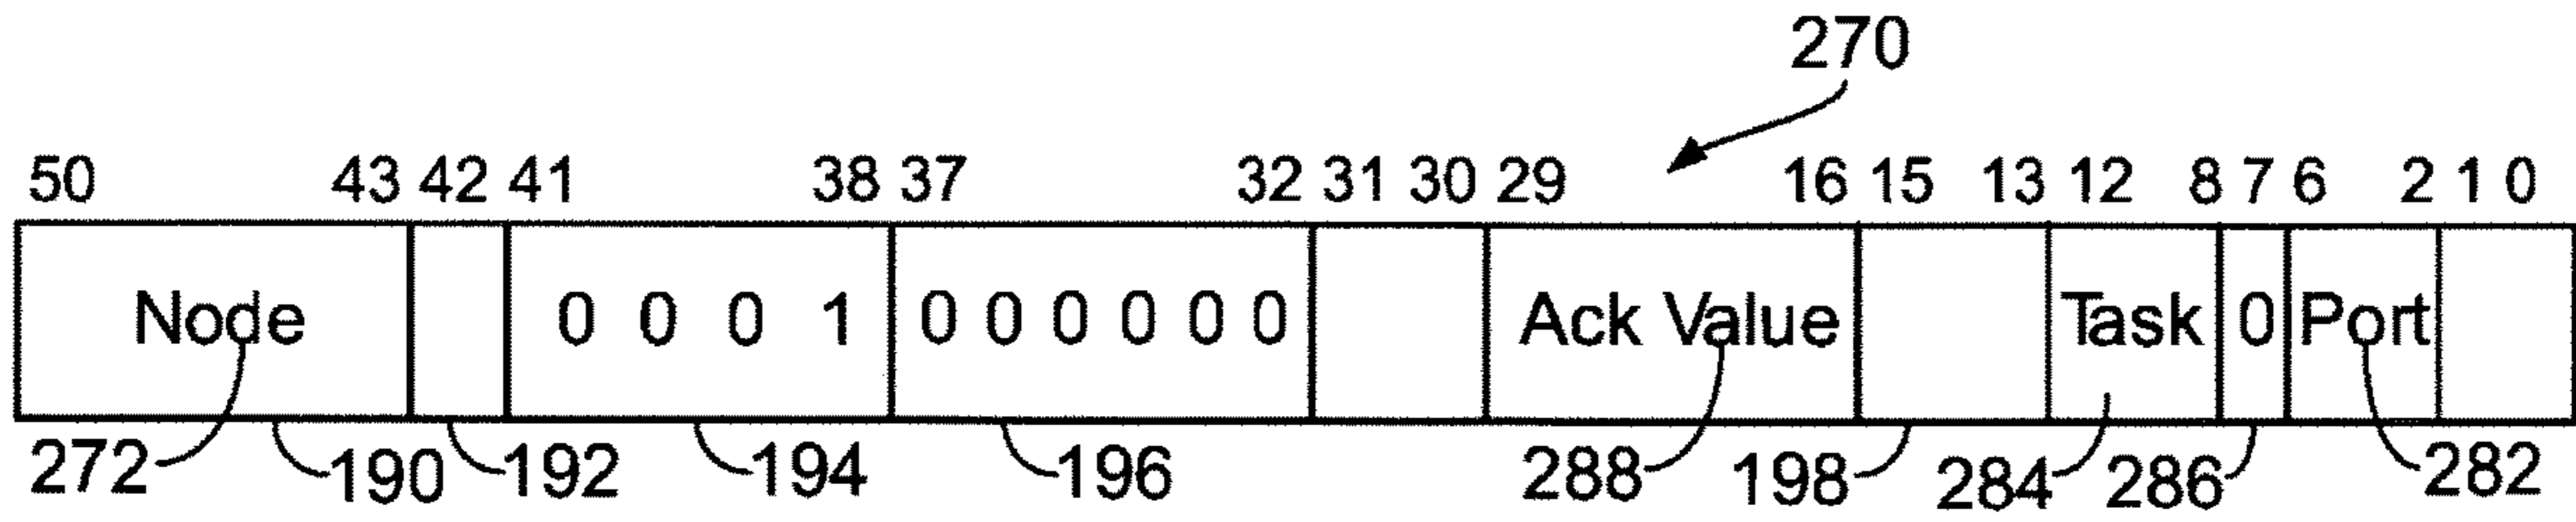 270
50 43 42 41 38 37 32 31 30 29 16 15 13 12 8 7 6 2 1 0
Node 0 0 0 1 0 0 0 0 0 0 Ack Value Task 0 Port
272 190 192 194 196 288 198 284 286 282